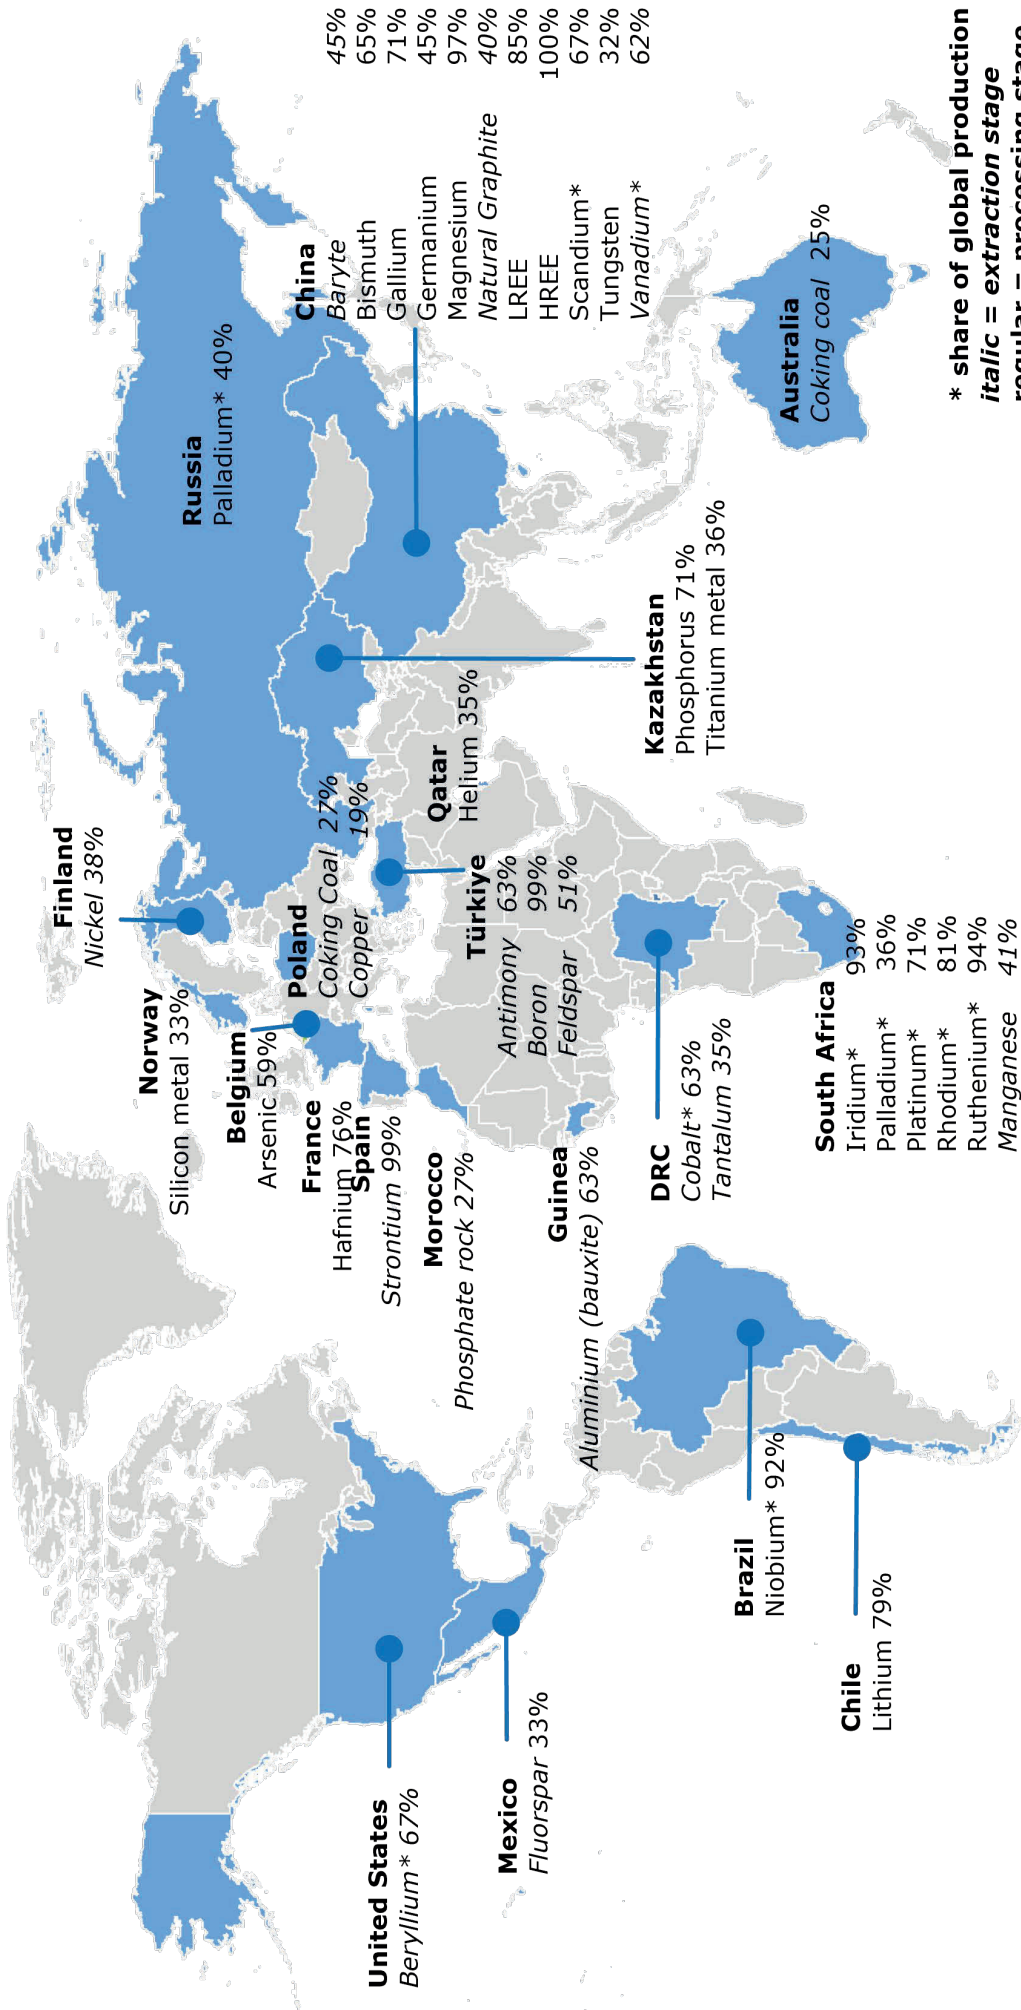 Finland
Nickel 38%
Norway
Silicon metal 33%
Belgium
Arsenic 59%
France
Hafnium 76%
Spain
Strontium 99%
Morocco
Phosphate rock 27%
Guinea
Aluminium (bauxite) 63%
Poland
Coking Coal 27%
Copper 19%
Türkiye
Antimony 63%
Boron 99%
Feldspar 51%
Qatar
Helium 35%
Russia
Palladium* 40%
Kazakhstan
Phosphorus 71%
Titanium metal 36%
China
Baryte 45%
Bismuth 65%
Gallium 71%
Germanium 45%
Magnesium 97%
Natural Graphite 40%
LREE 85%
HREE 100%
Scandium* 67%
Tungsten 32%
Vanadium* 62%
Australia
Coking coal 25%
United States
Beryllium* 67%
Mexico
Fluorspar 33%
Brazil
Niobium* 92%
Chile
Lithium 79%
DRC
Cobalt* 63%
Tantalum 35%
South Africa
Iridium* 93%
Palladium* 36%
Platinum* 71%
Rhodium* 81%
Ruthenium* 94%
Manganese 41%
* share of global production
italic = extraction stage
regular = processing stage